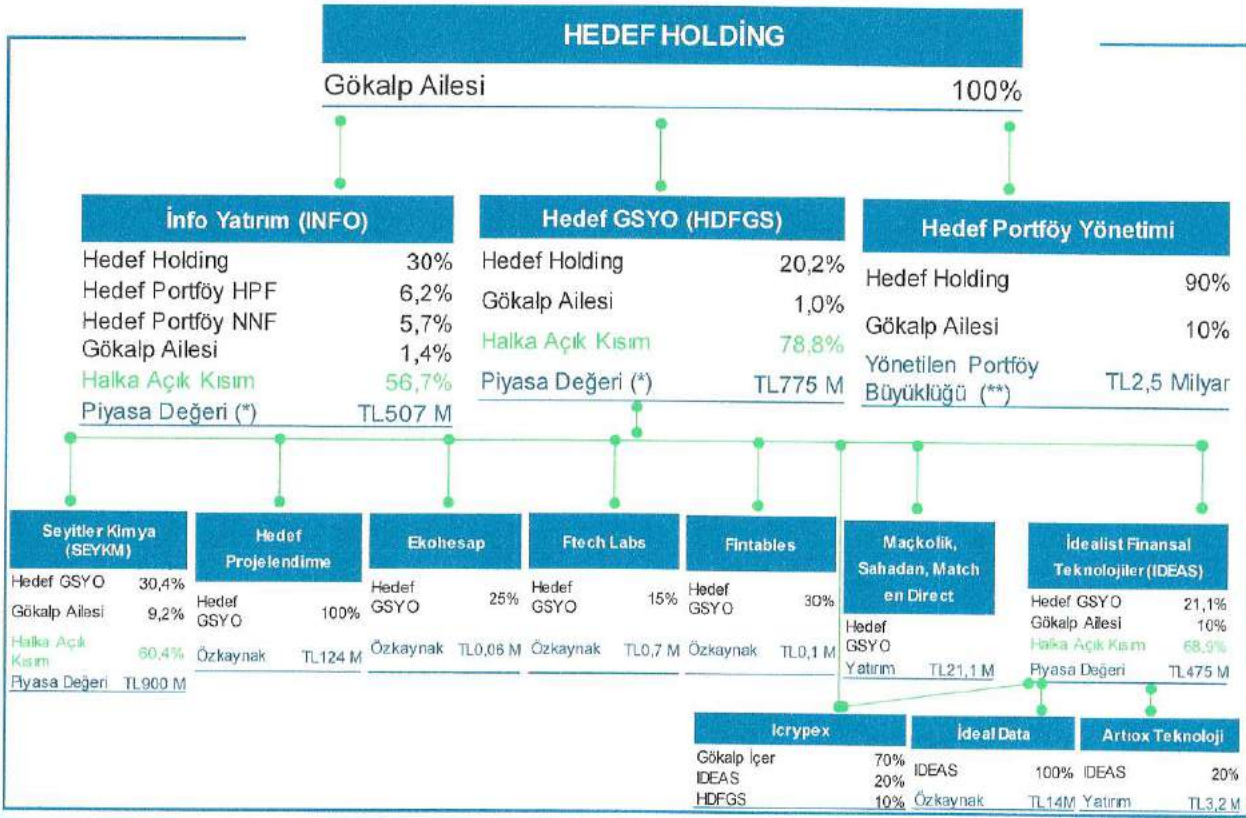 HEDEF HOLDİNG
Gökalp Ailesi 100%
İnfo Yatırım (INFO)
Hedef Holding 30%
Hedef Portföy HPF 6,2%
Hedef Portföy NNF 5,7%
Gökalp Ailesi 1,4%
Halka Açık Kısım 56,7%
Piyasa Değeri (*) TL507 M
Hedef GSYO (HDFGS)
Hedef Holding 20,2%
Gökalp Ailesi 1,0%
Halka Açık Kısım 78,8%
Piyasa Değeri (*) TL775 M
Hedef Portföy Yönetimi
Hedef Holding 90%
Gökalp Ailesi 10%
Yönetilen Portföy
Büyüklüğü (**) TL2,5 Milyar
Seyitler Kimya
(SEYKM)
Hedef GSYO 30,4%
Gökalp Ailesi 9,2%
Halka Açık
Kısım 60,4%
Piyasa Değeri TL900 M
Hedef
Projelendirme
Hedef
GSYO 100%
Özkaynak TL124 M
Ekohesap
Hedef
GSYO 25%
Özkaynak TL0,06 M
Ftech Labs
Hedef
GSYO 15%
Özkaynak TL0,7 M
Fintables
Hedef
GSYO 30%
Özkaynak TL0,1 M
Maçkolik,
Sahadan, Match
en Direct
Hedef
GSYO
Yatırım TL21,1 M
İdealist Finansal
Teknolojiler (IDEAS)
Hedef GSYO 21,1%
Gökalp Ailesi 10%
Halka Açık Kısım 68,9%
Piyasa Değeri TL475 M
Icrypex
Gökalp İçer 70%
IDEAS 20%
HDFGS 10%
İdeal Data
IDEAS 100%
Özkaynak TL14M
Artıox Teknoloji
IDEAS 20%
Yatırım TL3,2 M